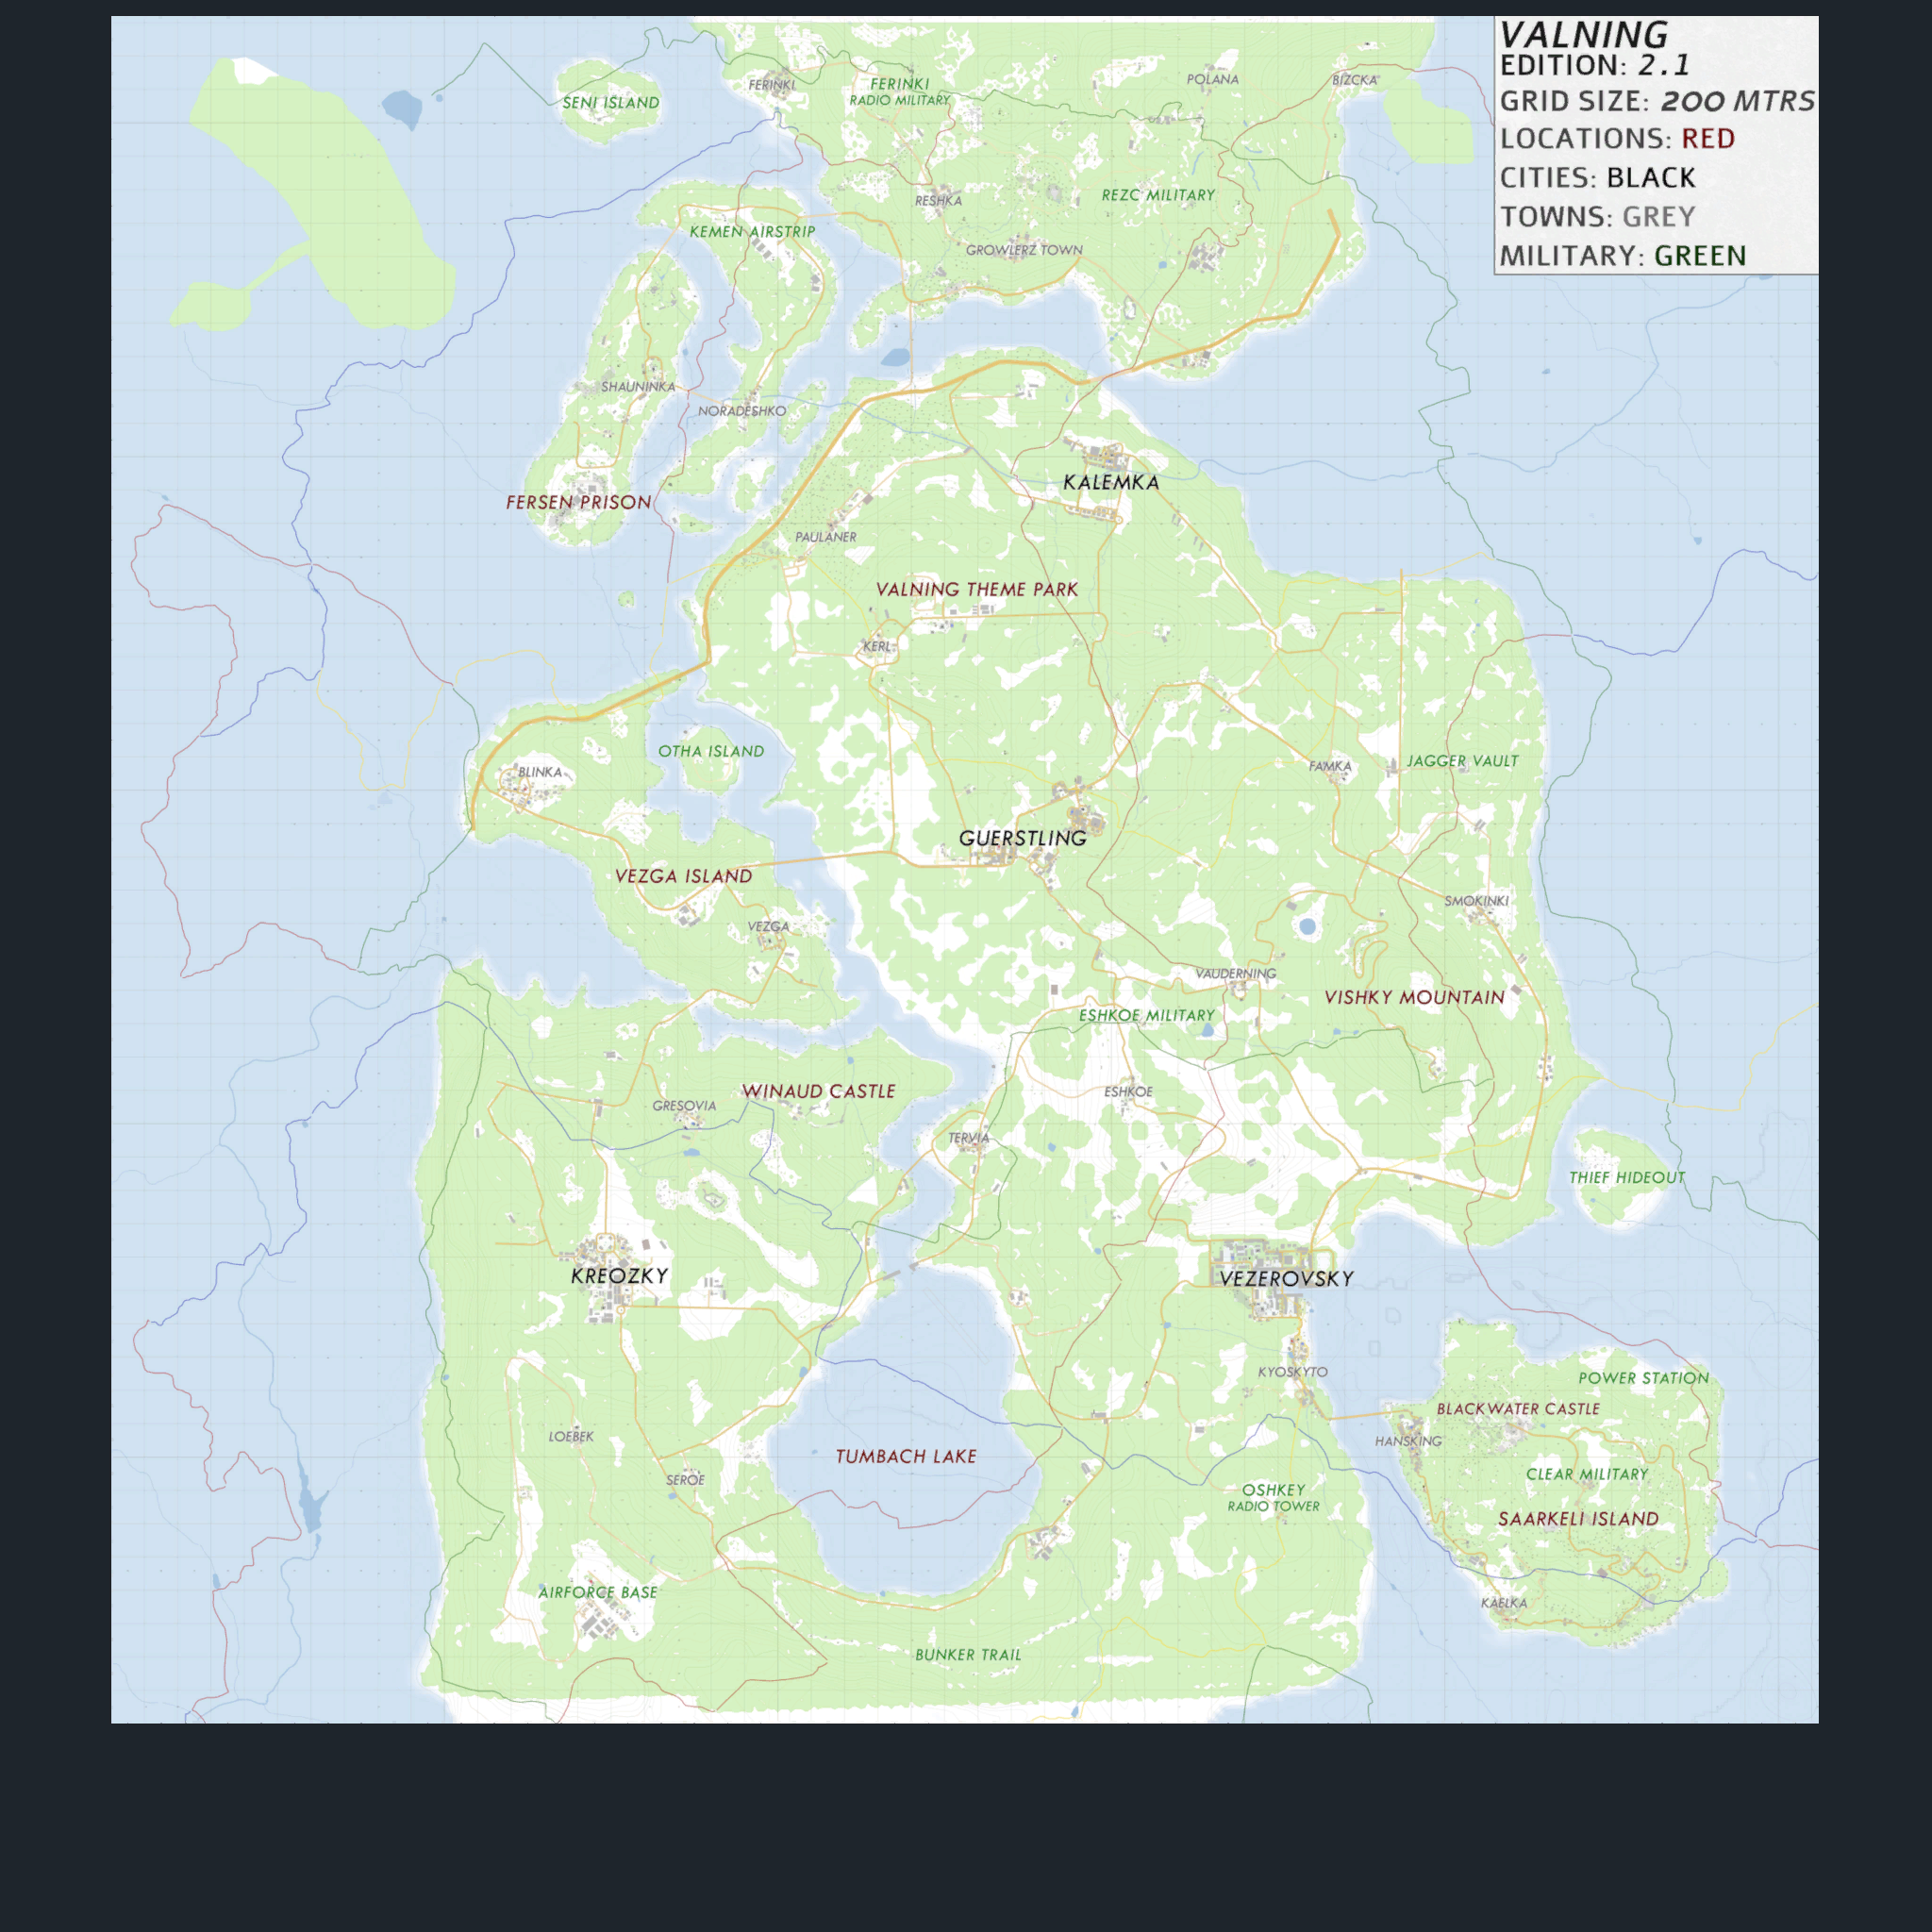 VALNING
EDITION: 2.1
GRID SIZE: 200 MTRS
LOCATIONS: RED
CITIES: BLACK
TOWNS: GREY
MILITARY: GREEN
FERINKI
FERINKI
RADIO MILITARY
POLANA
BIZCKA
SENI ISLAND
REZC MILITARY
RESHKA
KEMEN AIRSTRIP
GROWLERZ TOWN
SHAUNINKA
NORADESHKO
KALEMKA
FERSEN PRISON
PAULANER
VALNING THEME PARK
KERL
OTHA ISLAND
BLINKA
FAMKA
JAGGER VAULT
GUERSTLING
VEZGA ISLAND
SMOKINKI
VEZGA
VAUDERNING
VISHKY MOUNTAIN
ESHKOE MILITARY
WINAUD CASTLE
ESHKOE
GRESOVIA
TERVIA
THIEF HIDEOUT
KREOZKY
VEZEROVSKY
KYOSKYTO
POWER STATION
BLACKWATER CASTLE
LOEBEK
HANSKING
TUMBACH LAKE
CLEAR MILITARY
SEROE
OSHKEY
RADIO TOWER
SAARKELI ISLAND
AIRFORCE BASE
KAELKA
BUNKER TRAIL